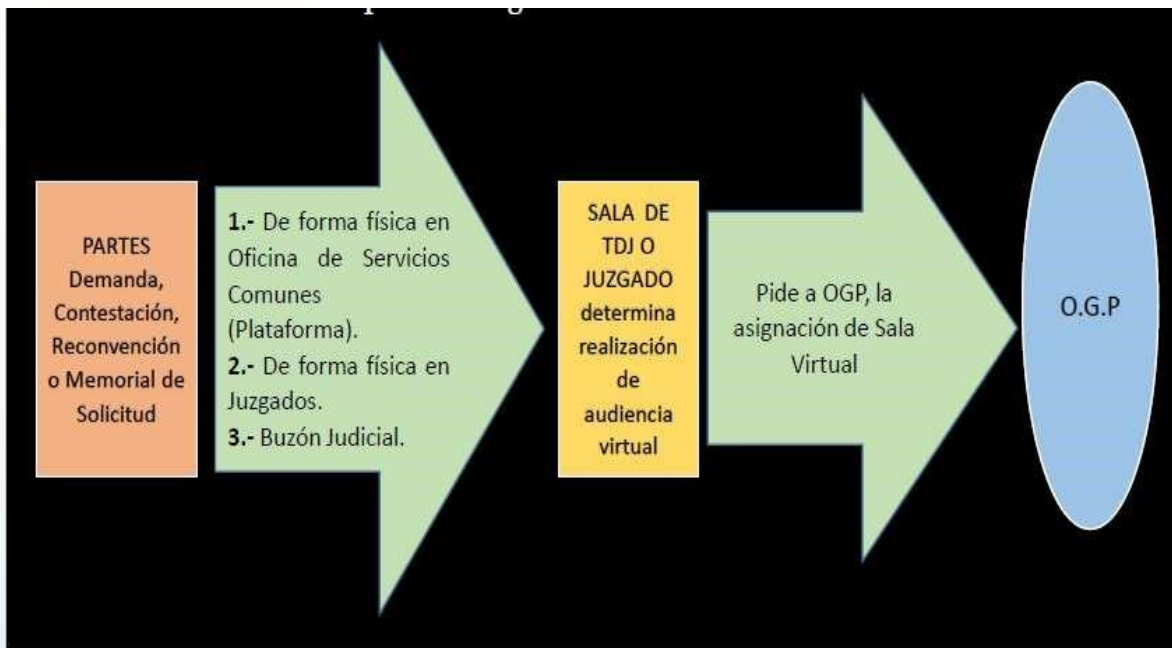 PARTES
Demanda,
Contestación,
Reconvención
o Memorial de
Solicitud
1.- De forma física en
Oficina de Servicios
Comunes
(Plataforma).
2.- De forma física en
Juzgados.
3.- Buzón Judicial.
SALA DE
TDJ O
JUZGADO
determina
realización
de
audiencia
virtual
Pide a OGP, la
asignación de Sala
Virtual
O.G.P